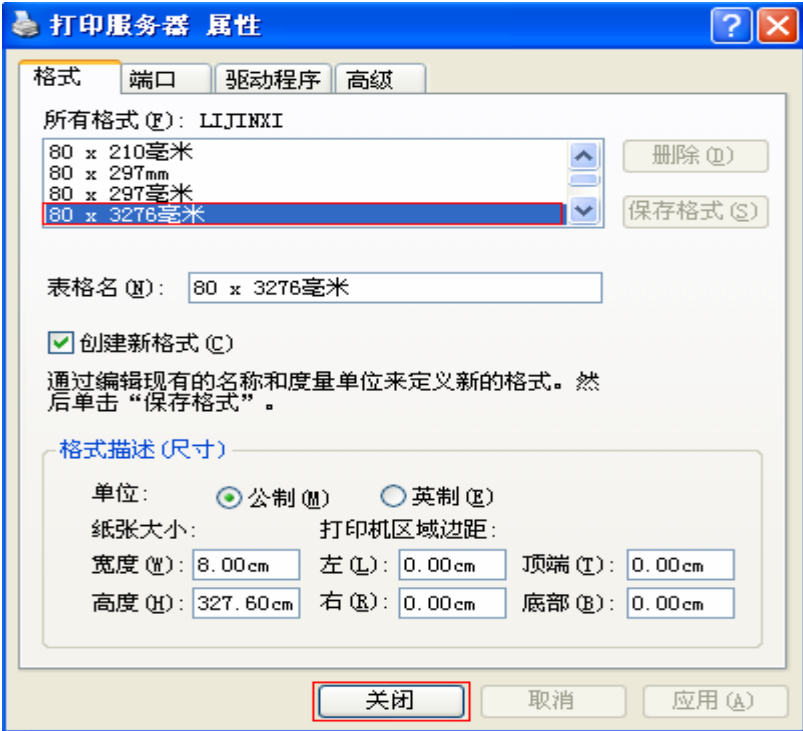 打印服务器 属性
格式 端口 驱动程序 高级
所有格式(F): LIJINXI
80 x 210毫米
80 x 297mm
80 x 297毫米
80 x 3276毫米
删除(D)
保存格式(S)
表格名(N): 80 x 3276毫米
创建新格式(C)
通过编辑现有的名称和度量单位来定义新的格式。然
后单击“保存格式”。
格式描述(尺寸)
单位: 公制(M) 英制(E)
纸张大小: 打印机区域边距:
宽度(W): 8.00cm 左(L): 0.00cm 顶端(T): 0.00cm
高度(H): 327.60cm 右(R): 0.00cm 底部(B): 0.00cm
关闭 取消 应用(A)